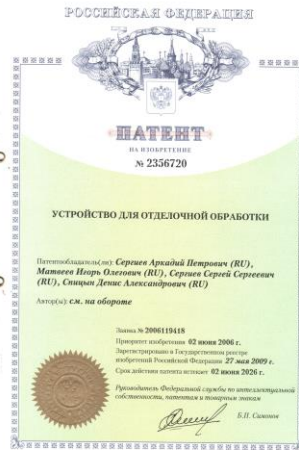 РОССИЙСКАЯ ФЕДЕРАЦИЯ
ПАТЕНТ
НА ИЗОБРЕТЕНИЕ
№ 2356720
УСТРОЙСТВО ДЛЯ ОТДЕЛОЧНОЙ ОБРАБОТКИ
Патентообладатель(ли): Сергиев Аркадий Петрович (RU),
Матвеев Игорь Олегович (RU), Сергиев Сергей Сергеевич
(RU), Спицын Денис Александрович (RU)
Автор(ы): см. на обороте
Заявка № 2006119418
Приоритет изобретения 02 июня 2006 г.
Зарегистрировано в Государственном реестре
изобретений Российской Федерации 27 мая 2009 г.
Срок действия патента истекает 02 июня 2026 г.
Руководитель Федеральной службы по интеллектуальной
собственности, патентам и товарным знакам
Б.П. Симонов